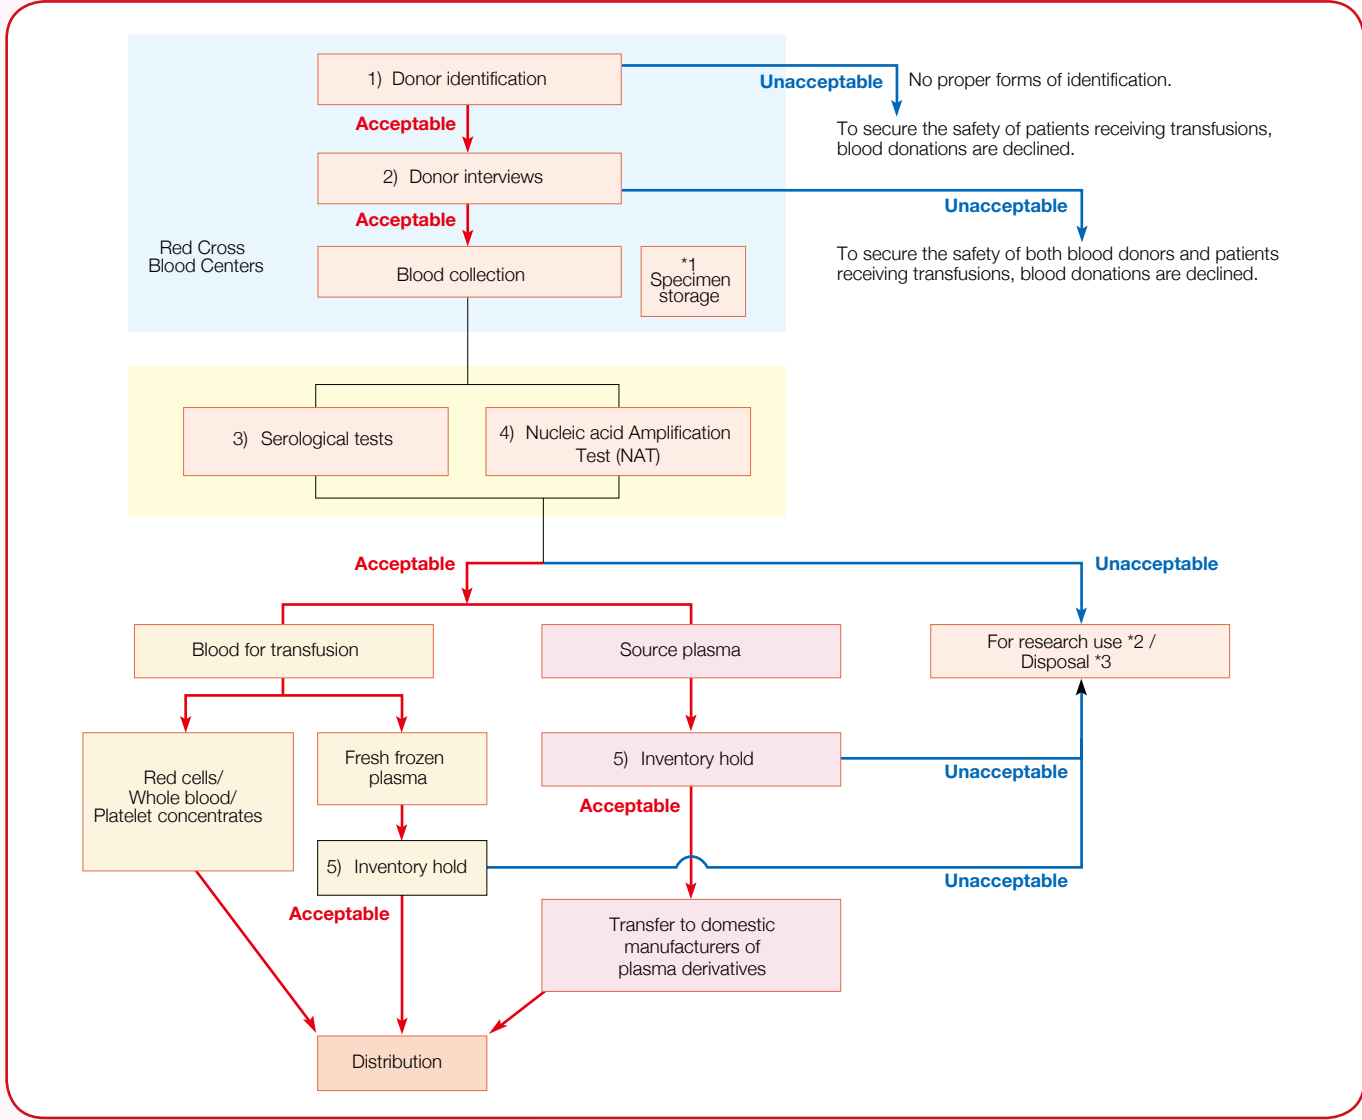 1) Donor identification
Unacceptable
No proper forms of identification.
Acceptable
To secure the safety of patients receiving transfusions,
blood donations are declined.
2) Donor interviews
Unacceptable
Acceptable
To secure the safety of both blood donors and patients
receiving transfusions, blood donations are declined.
Red Cross
Blood Centers
Blood collection
*1
Specimen
storage
3) Serological tests
4) Nucleic acid Amplification
Test (NAT)
Acceptable
Unacceptable
Blood for transfusion
Source plasma
For research use *2 /
Disposal *3
Red cells/
Whole blood/
Platelet concentrates
Fresh frozen
plasma
5) Inventory hold
Unacceptable
Acceptable
5) Inventory hold
Unacceptable
Acceptable
Transfer to domestic
manufacturers of
plasma derivatives
Distribution